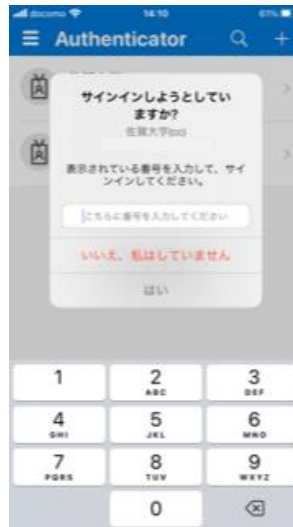 docomo 14:10 61%
Authenticator
サインインしようとしてい
ますか?
佐賀大学(cc)
表示されている番号を入力して、サイ
ンインしてください。
こちらに番号を入力してください
いいえ、私はしていません
はい
1 2 3
ABC DEF
4 5 6
GHI JKL MNO
7 8 9
PQRS TUV WXYZ
0